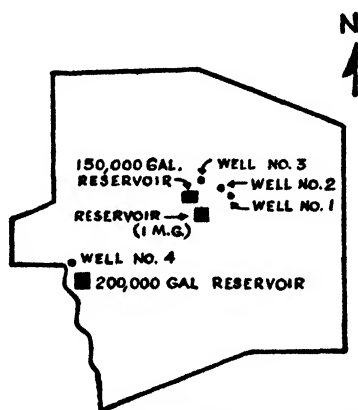 N
150,000 GAL. WELL NO. 3
RESERVOIR WELL NO. 2
RESERVOIR WELL NO. 1
(1 M.G.)
WELL NO. 4
200,000 GAL RESERVOIR